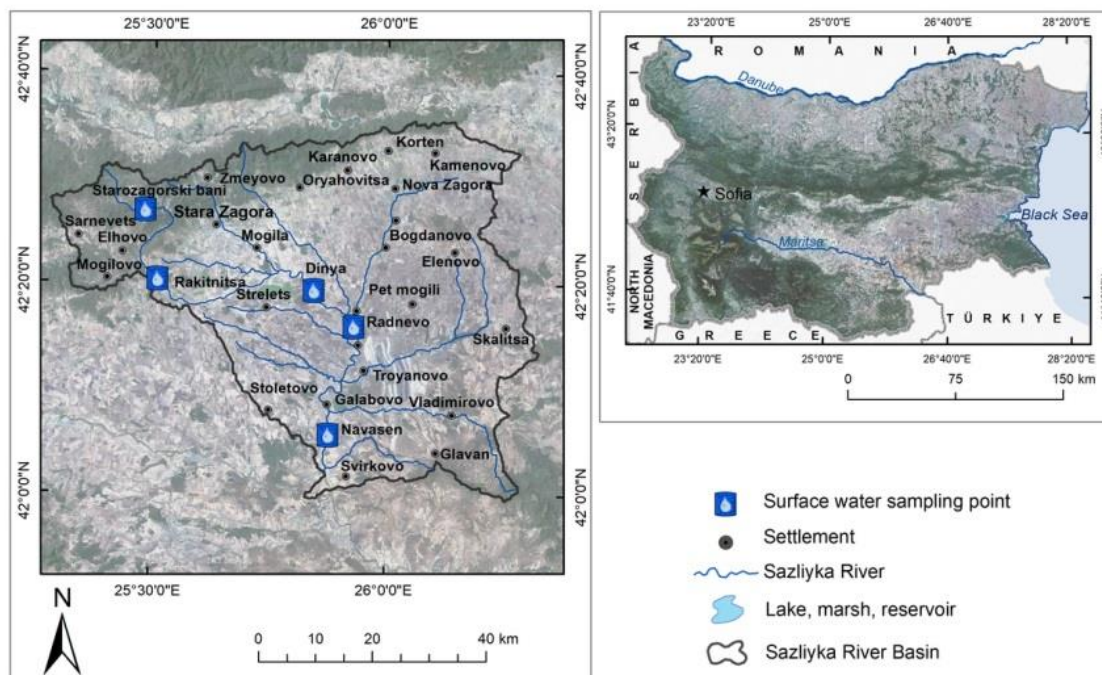 25°30'0"E 26°0'0"E
42°40'0"N
42°40'0"N
Korten
Karanovo
Kamenovo
Zmeyovo
Oryahovitsa
Nova Zagora
Starozagorski bani
Stara Zagora
Sarnevets
Elhovo
Mogila
Bogdanovo
Elenovo
Mogilovo
Rakitnitsa
Dinya
42°20'0"N
42°20'0"N
Strelets
Pet mogili
Radnevo
Skalitsa
Troyanovo
Stoletovo
Galabovo
Vladimirovo
Navasen
Glavan
Svirkovo
42°0'0"N
42°0'0"N
25°30'0"E 26°0'0"E
N
0 10 20 40 km
23°20'0"E 25°0'0"E 26°40'0"E 28°20'0"E
ROMANIA
SERBIA
Danube
43°20'0"N
Sofia
Black Sea
Maritsa
41°40'0"N
NORTH
MACEDONIA
GREECE
TÜRKIYE
23°20'0"E 25°0'0"E 26°40'0"E 28°20'0"E
0 75 150 km
Surface water sampling point
Settlement
Sazliyka River
Lake, marsh, reservoir
Sazliyka River Basin